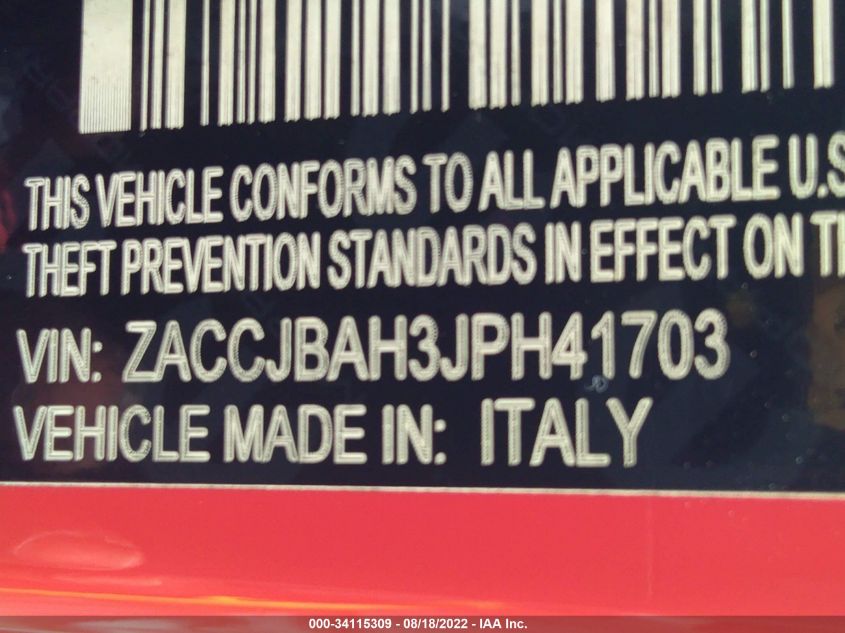 THIS VEHICLE CONFORMS TO ALL APPLICABLE U.S
THEFT PREVENTION STANDARDS IN EFFECT ON
VIN: ZACCJBAH3JPH41703
VEHICLE MADE IN: ITALY
000-34115309 - 08/18/2022 - IAA Inc.